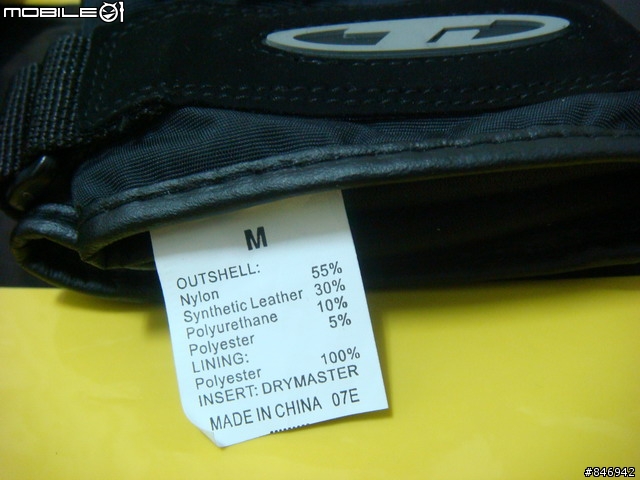 MOBILE01
M
OUTSHELL:
Nylon 55%
Synthetic Leather 30%
Polyurethane 10%
Polyester 5%
LINING:
Polyester 100%
INSERT: DRYMASTER
MADE IN CHINA 07E
#846942